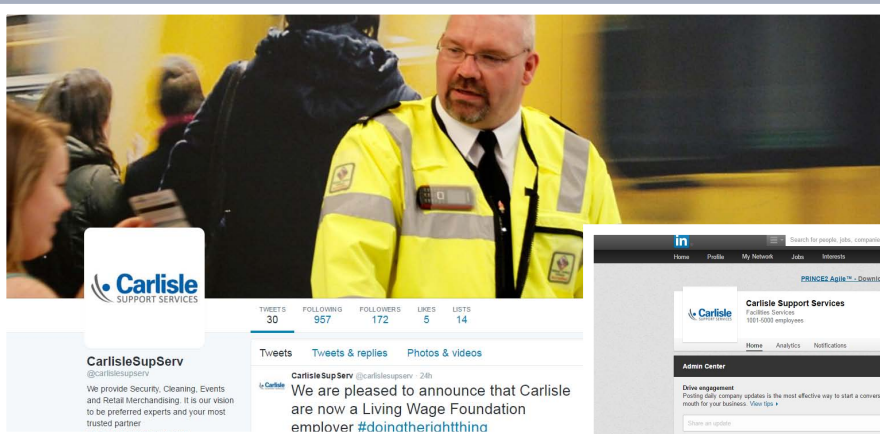 Carlisle
SUPPORT SERVICES
TWEETS FOLLOWING FOLLOWERS LIKES LISTS
30 957 172 5 14
CarlisleSupServ
@carlislesupserv
We provide Security, Cleaning, Events
and Retail Merchandising. It is our vision
to be preferred experts and your most
trusted partner
Tweets Tweets & replies Photos & videos
Carlisle
CarlisleSupServ @carlislesupserv · 24h
We are pleased to announce that Carlisle
are now a Living Wage Foundation
employer #doingtherightthing
in
Search for people, jobs, companie
Home Profile My Network Jobs Interests
PRINCE2 Agile™ - Downlo
Carlisle
SUPPORT SERVICES
Carlisle Support Services
Facilities Services
1001-5000 employees
Home Analytics Notifications
Admin Center
Drive engagement
Posting daily company updates is the most effective way to start a convers
mouth for your business. View tips
Share an update